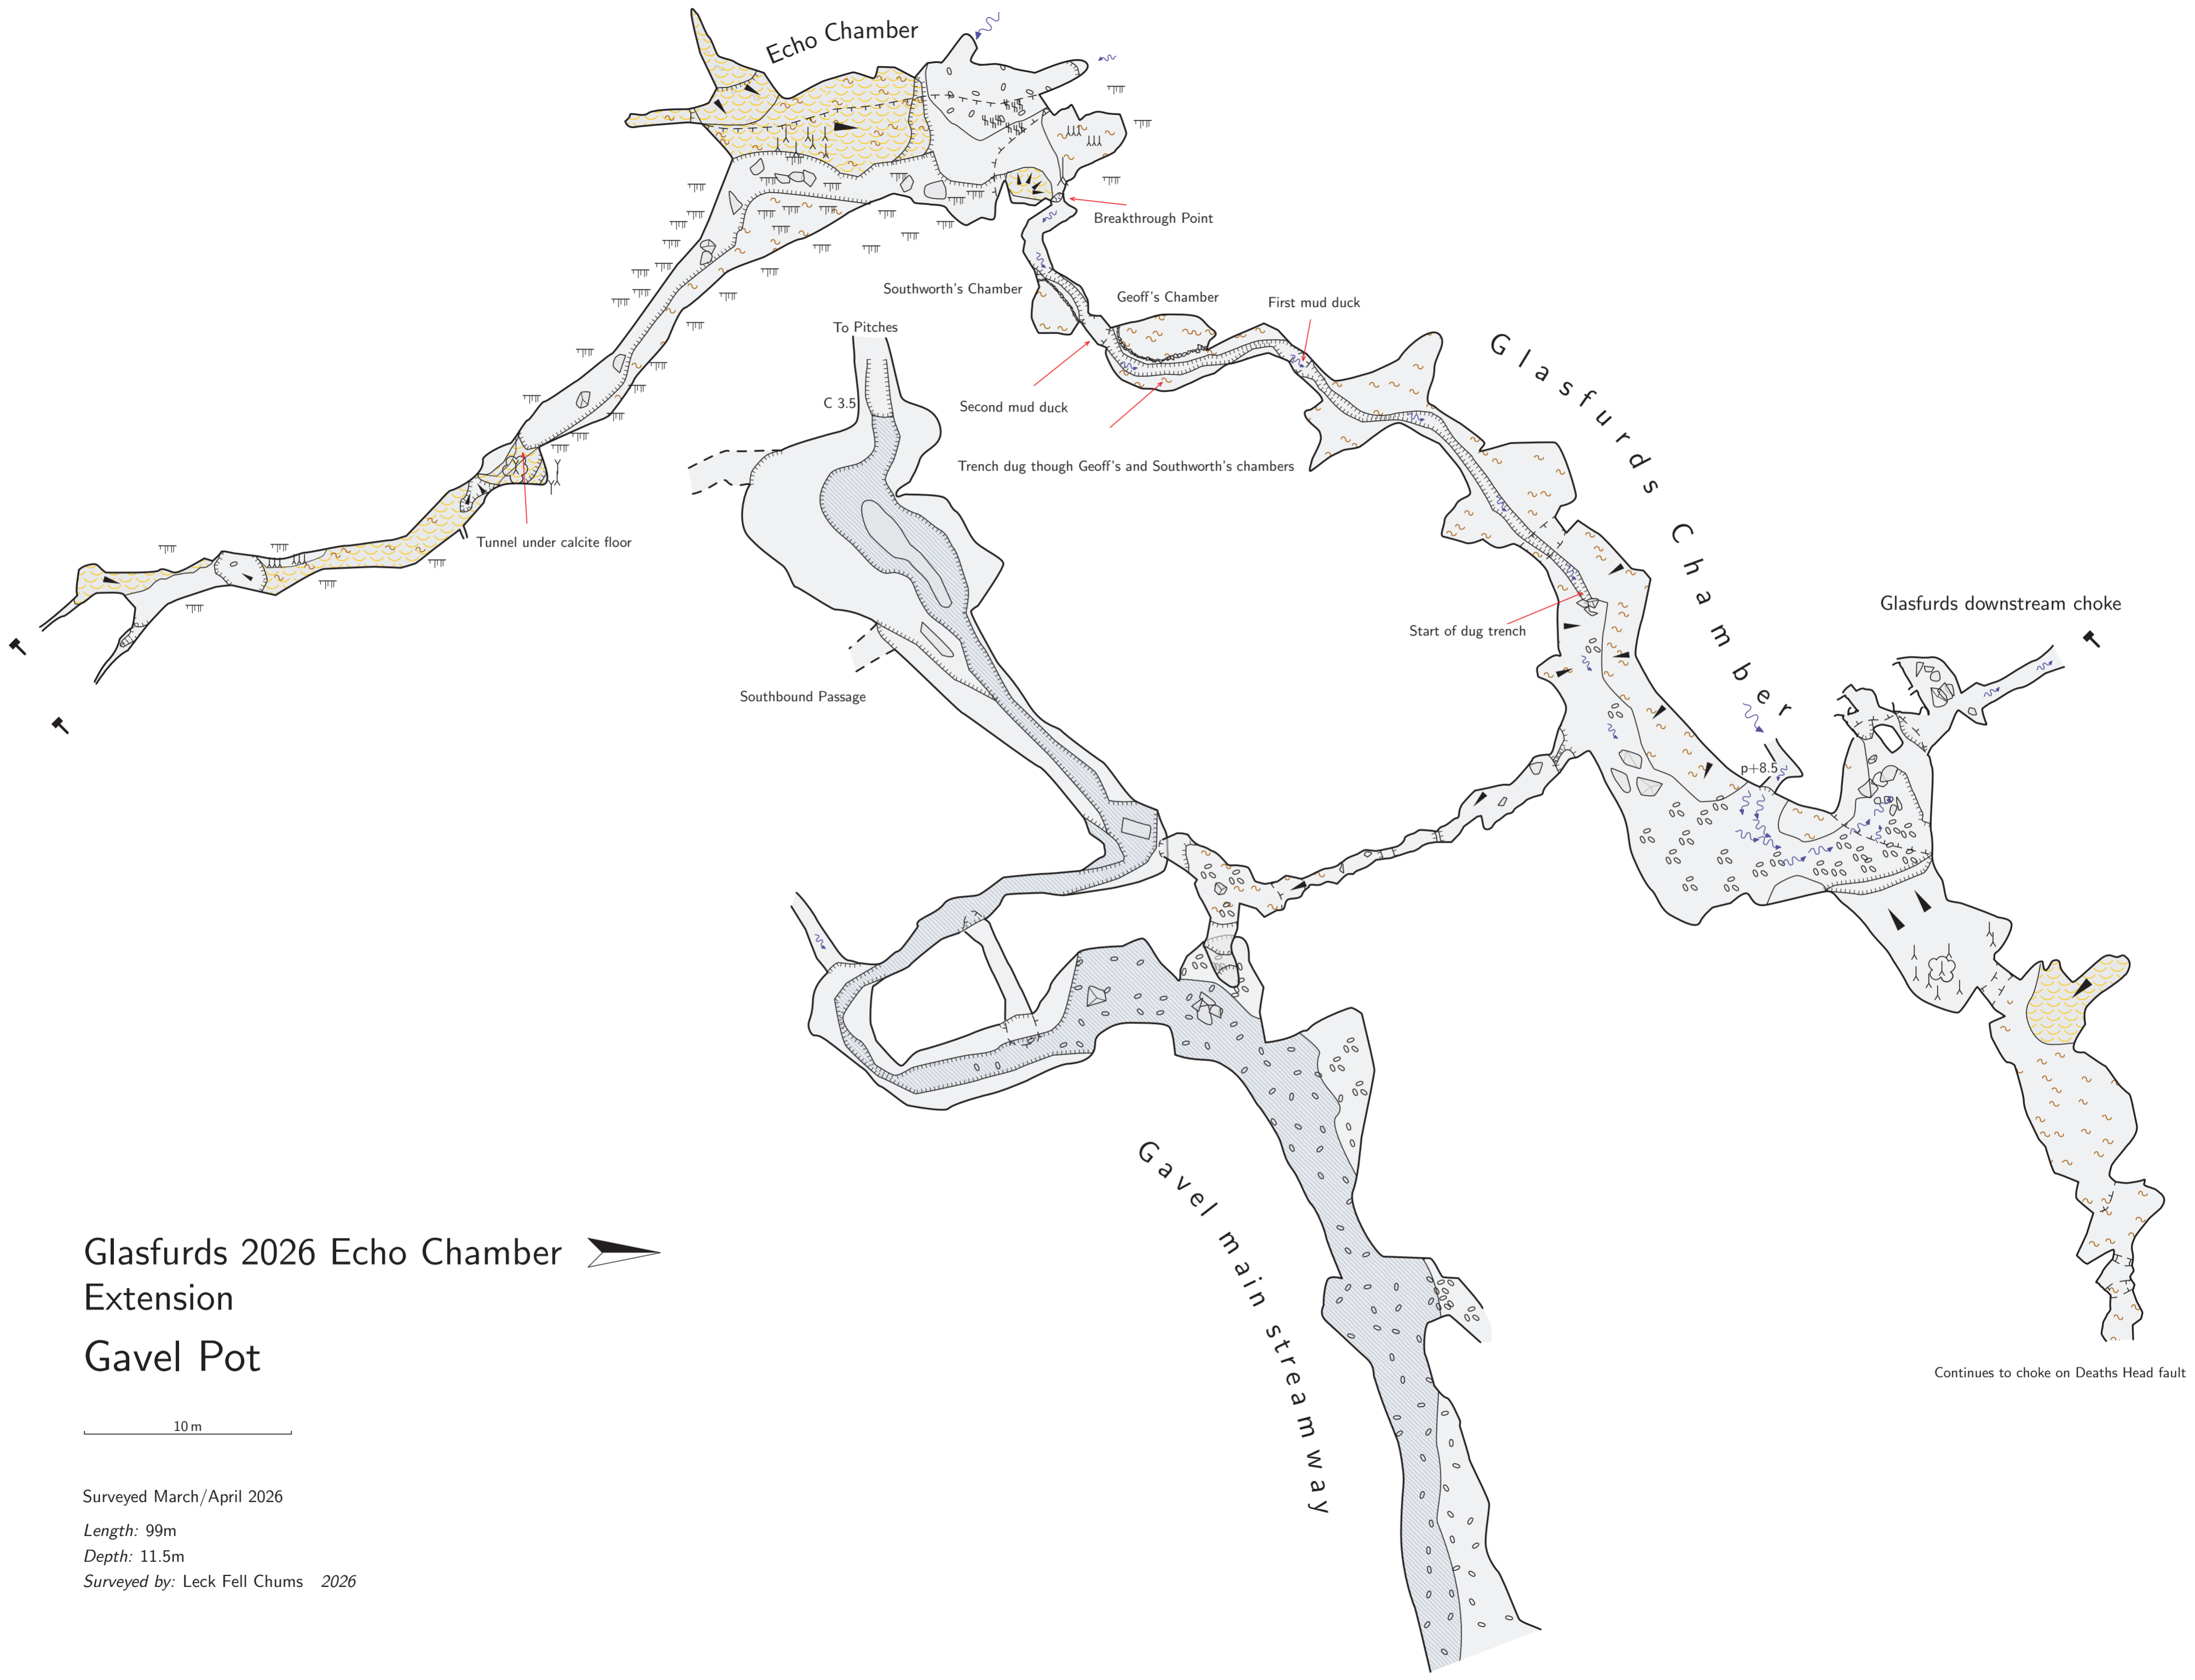 Echo Chamber
Breakthrough Point
Southworth's Chamber
Geoff's Chamber
First mud duck
To Pitches
Glasfurds Chamber
C 3.5
Second mud duck
Trench dug though Geoff's and Southworth's chambers
Tunnel under calcite floor
Start of dug trench
Glasfurds downstream choke
Southbound Passage
p+8.5
Gavel main streamway
Glasfurds 2026 Echo Chamber
Extension
Gavel Pot
Continues to choke on Deaths Head fault
10 m
Surveyed March/April 2026
Length: 99m
Depth: 11.5m
Surveyed by: Leck Fell Chums 2026